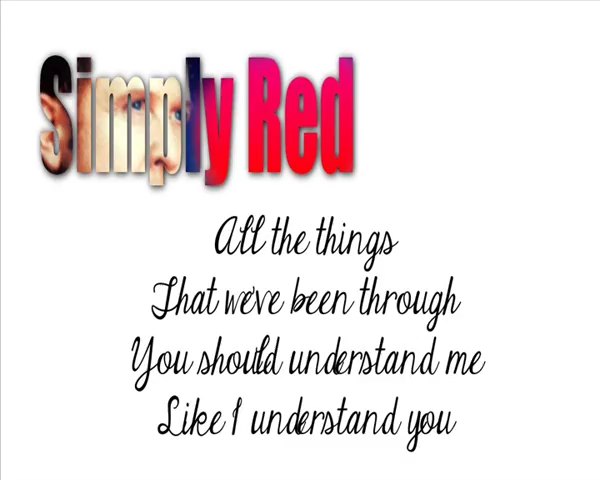 Simply Red
All the things
That we've been through
You should understand me
Like I understand you